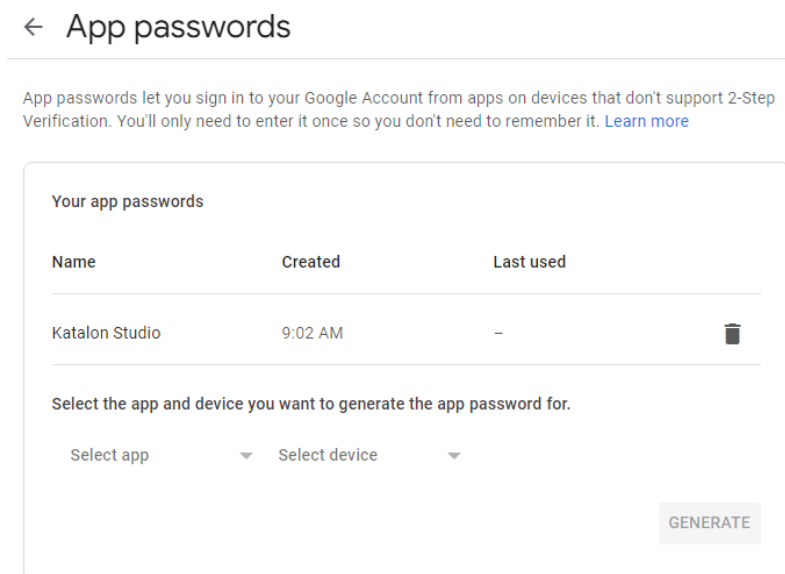 App passwords
App passwords let you sign in to your Google Account from apps on devices that don't support 2-Step
Verification. You'll only need to enter it once so you don't need to remember it. Learn more
Your app passwords
Name Created Last used
Katalon Studio 9:02 AM –
Select the app and device you want to generate the app password for.
Select app Select device
GENERATE